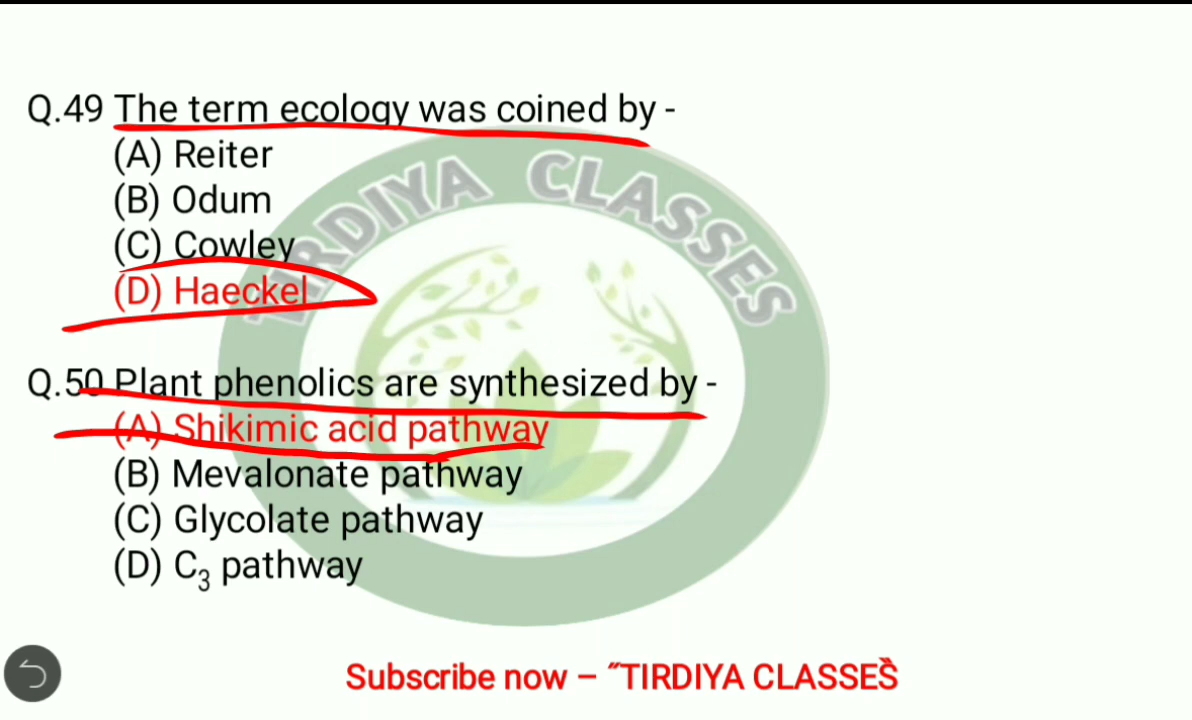 Q.49 The term ecology was coined by -
(A) Reiter
(B) Odum
(C) Cowley
(D) Haeckel
Q.50 Plant phenolics are synthesized by -
(A) Shikimic acid pathway
(B) Mevalonate pathway
(C) Glycolate pathway
(D) C₃ pathway
TIRDIYA CLASSES
Subscribe now – ˝TIRDIYA CLASSES̏